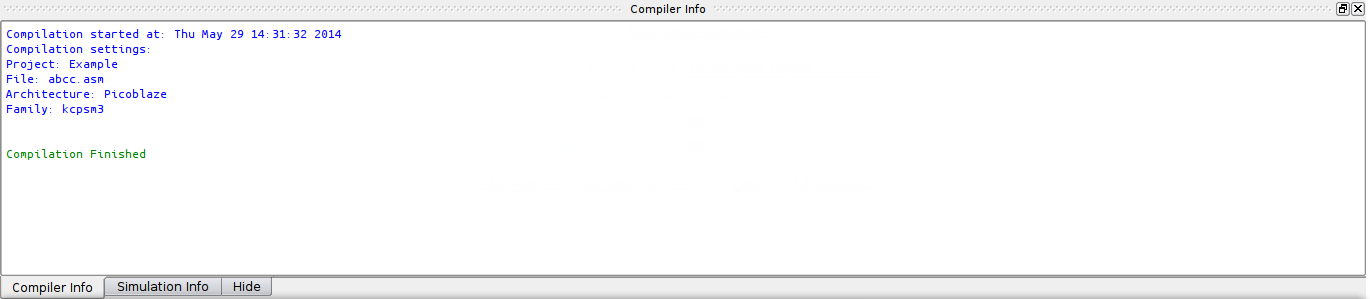 Compiler Info
Compilation started at: Thu May 29 14:31:32 2014
Compilation settings:
Project: Example
File: abcc.asm
Architecture: Picoblaze
Family: kcpsm3
Compilation Finished
Compiler Info Simulation Info Hide